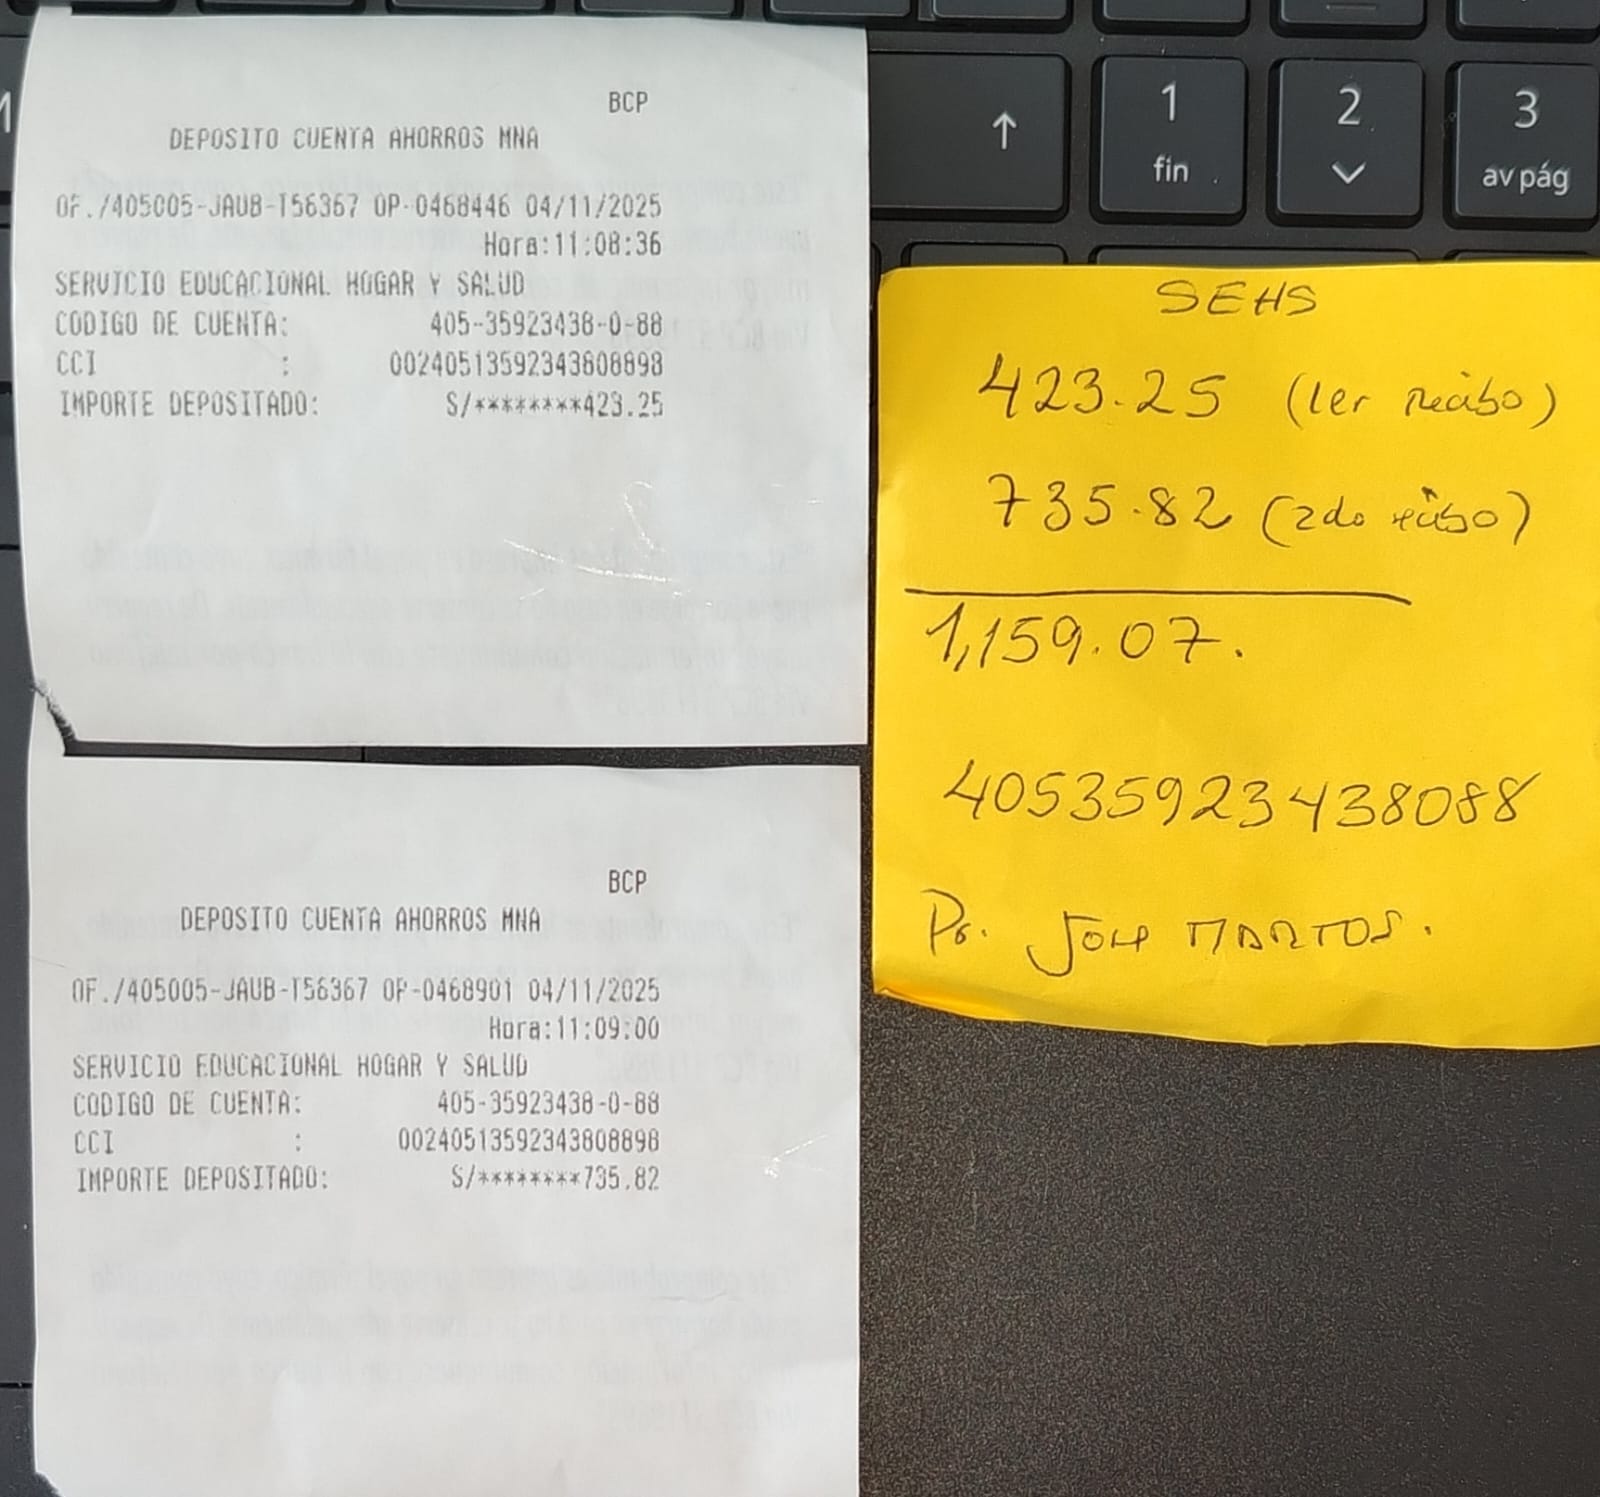 BCP
DEPOSITO CUENTA AHORROS MNA
OF./405005-JAUB-T56367 OP-0468446 04/11/2025
Hora:11:08:36
SERVICIO EDUCACIONAL HOGAR Y SALUD
CODIGO DE CUENTA: 405-35923438-0-88
CCI : 00240513592343808898
IMPORTE DEPOSITADO: S/********423.25
BCP
DEPOSITO CUENTA AHORROS MNA
OF./405005-JAUB-T56367 OP-0468901 04/11/2025
Hora:11:09:00
SERVICIO EDUCACIONAL HOGAR Y SALUD
CODIGO DE CUENTA: 405-35923438-0-88
CCI : 00240513592343808898
IMPORTE DEPOSITADO: S/********735.82
SEHS
423.25 (1er recibo)
735.82 (2do recibo)
1,159.07.
40535923438088
Pr. MARTOS.
↑
1
fin
2
3
av pág